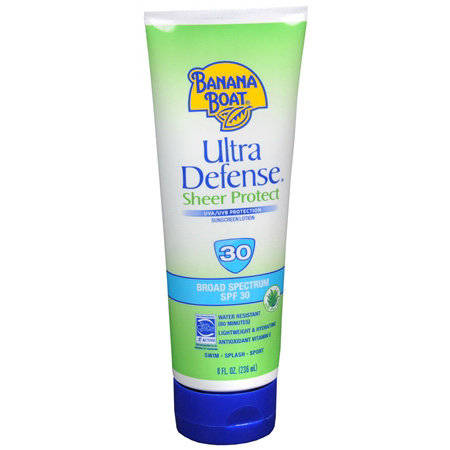 BANANA
BOAT®
Ultra
Defense®
Sheer Protect
UVA/UVB PROTECTION
SUNSCREEN LOTION
30
BROAD SPECTRUM
SPF 30
WATER RESISTANT
(80 MINUTES)
LIGHTWEIGHT & HYDRATING
ANTIOXIDANT VITAMIN E
SWIM - SPLASH - SPORT
8 FL. OZ. (236 mL)